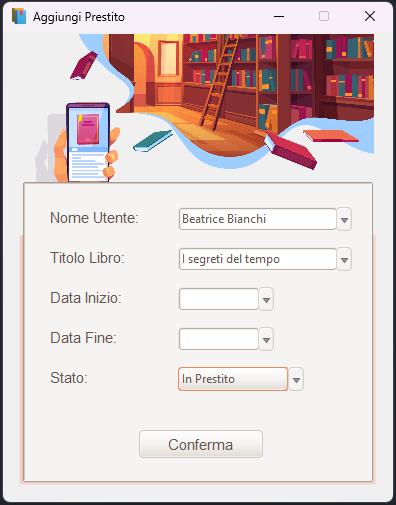 Aggiungi Prestito
Nome Utente: Beatrice Bianchi
Titolo Libro: I segreti del tempo
Data Inizio:
Data Fine:
Stato: In Prestito
Conferma